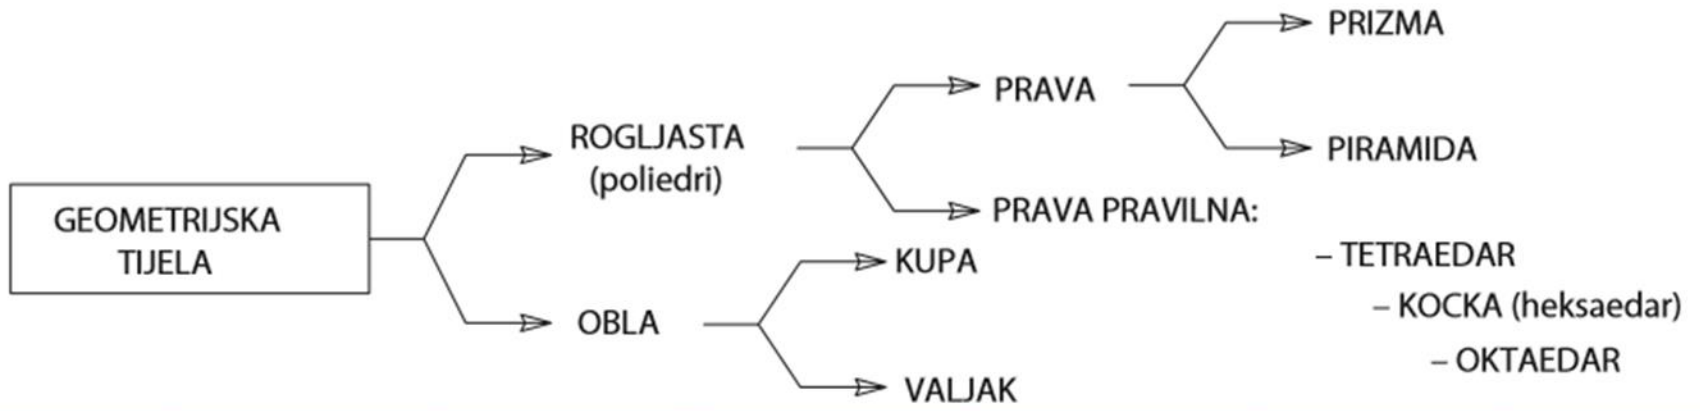 GEOMETRIJSKA
TIJELA
ROGLJASTA
(poliedri)
OBLA
PRAVA
PRAVA PRAVILNA:
KUPA
VALJAK
PRIZMA
PIRAMIDA
– TETRAEDAR
– KOCKA (heksaedar)
– OKTAEDAR